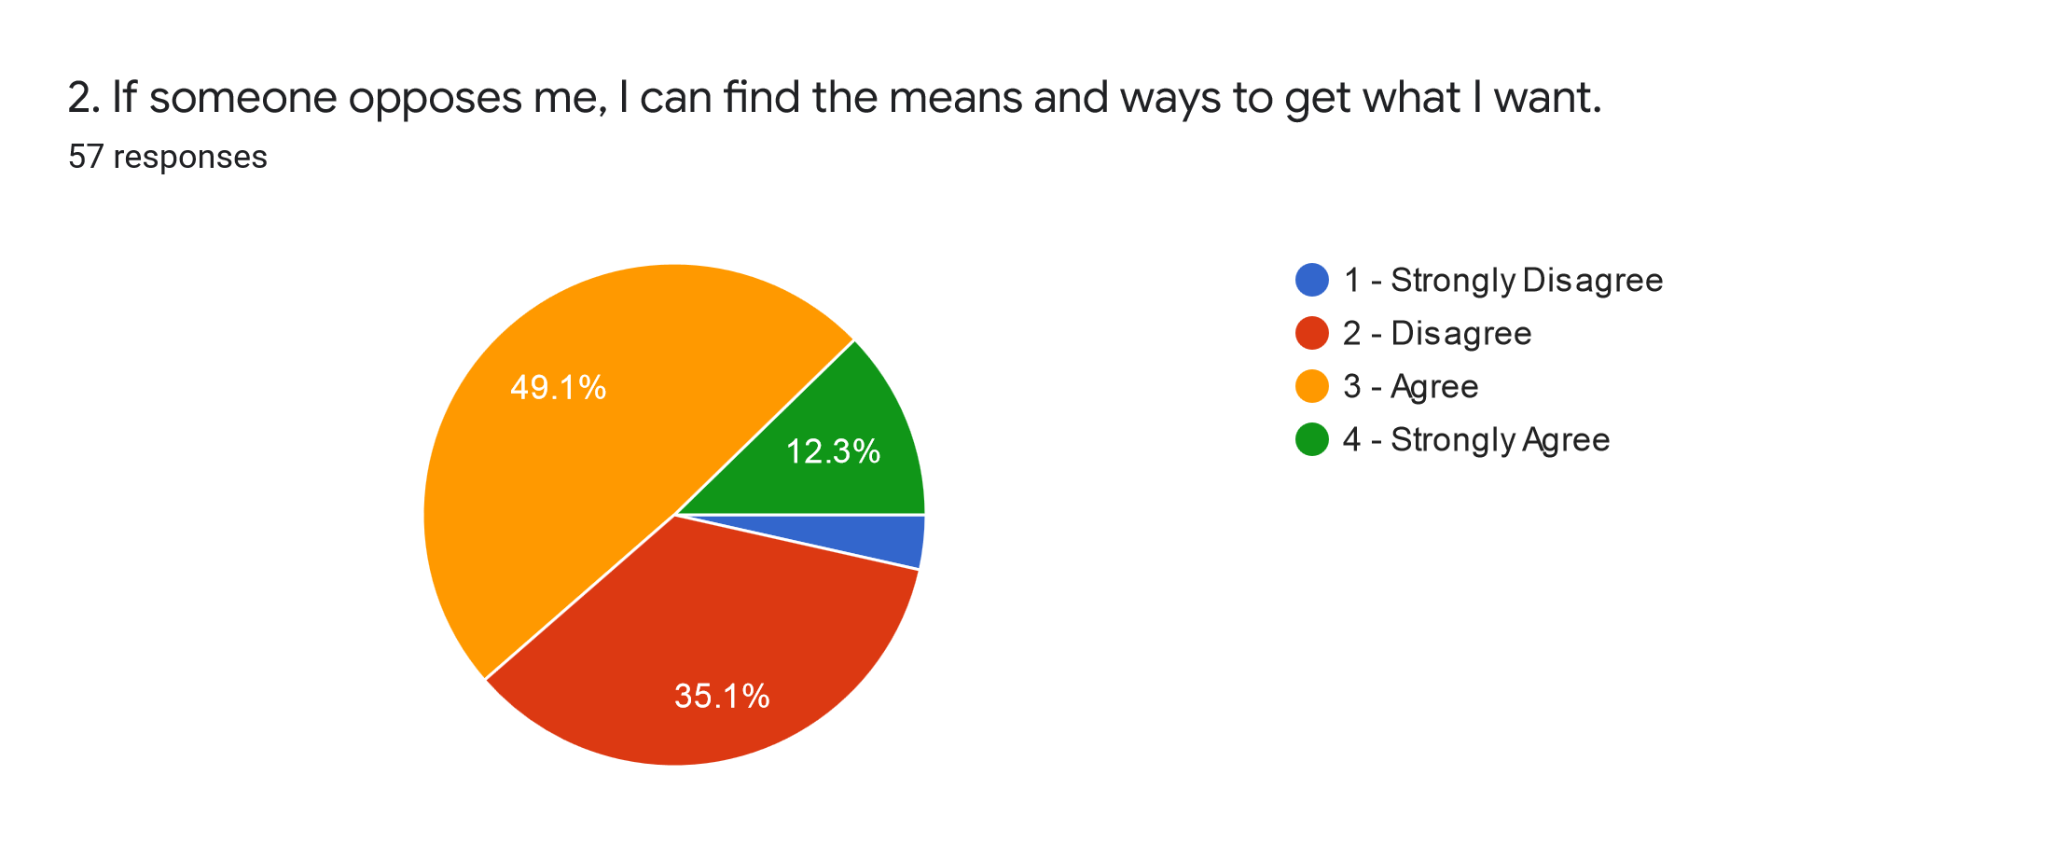 2. If someone opposes me, I can find the means and ways to get what I want.
57 responses
49.1%
12.3%
35.1%
1 - Strongly Disagree
2 - Disagree
3 - Agree
4 - Strongly Agree